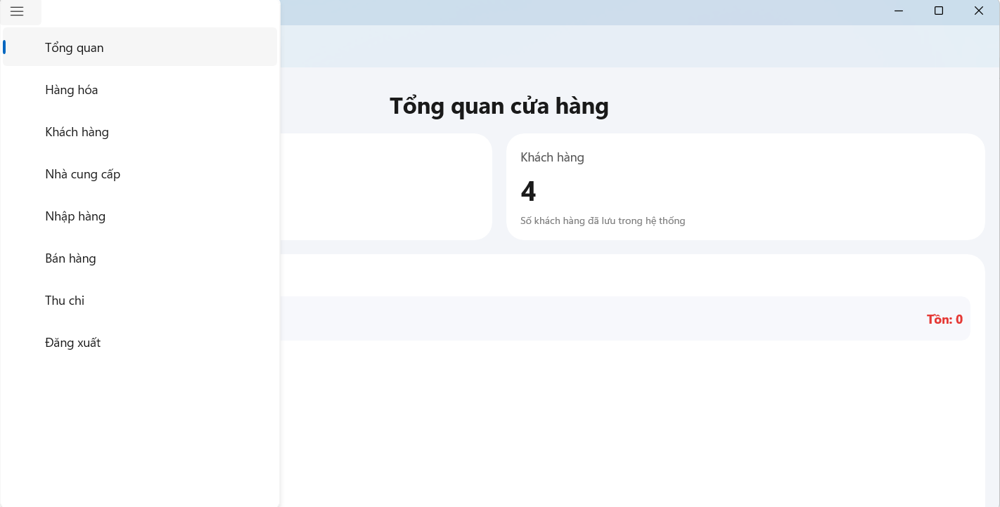 Tổng quan
Hàng hóa
Khách hàng
Nhà cung cấp
Nhập hàng
Bán hàng
Thu chi
Đăng xuất
Tổng quan cửa hàng
Khách hàng
4
Số khách hàng đã lưu trong hệ thống
Tồn: 0